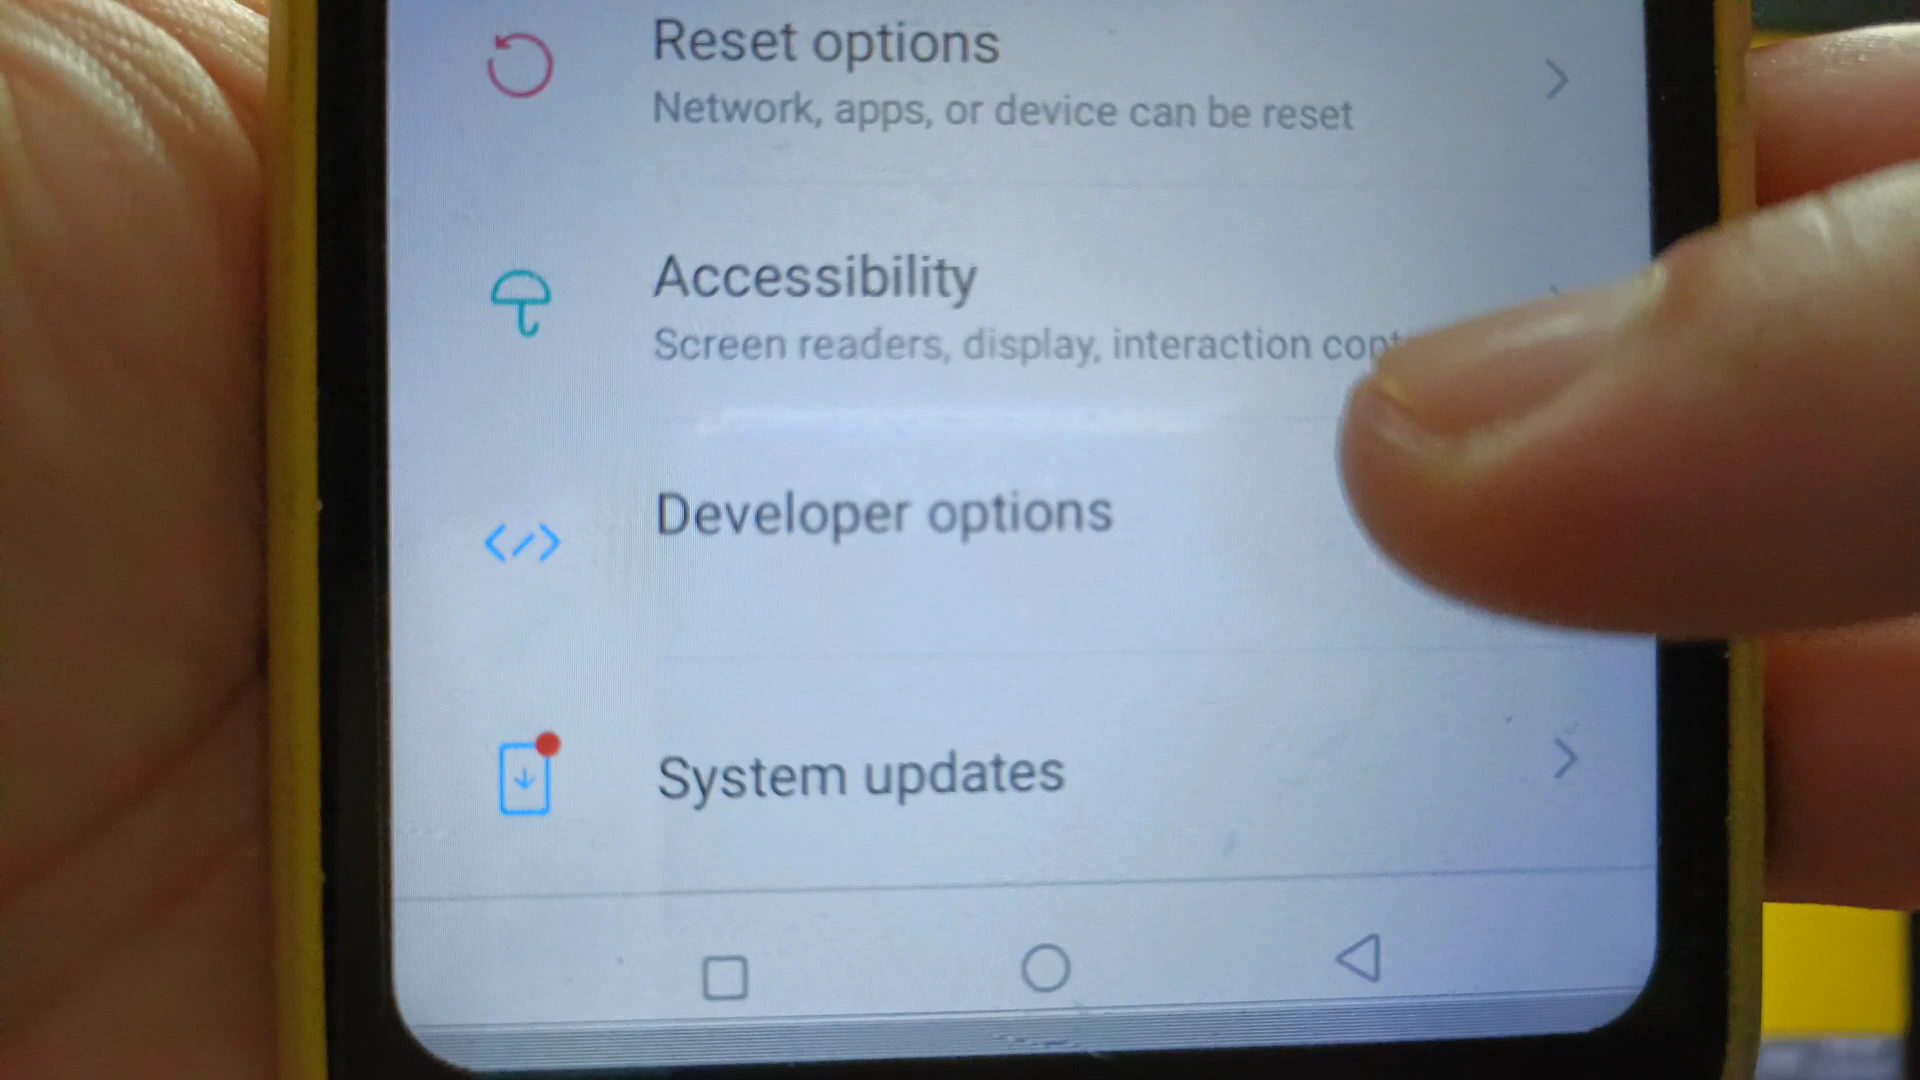 Reset options
Network, apps, or device can be reset
Accessibility
Screen readers, display, interaction
Developer options
System updates